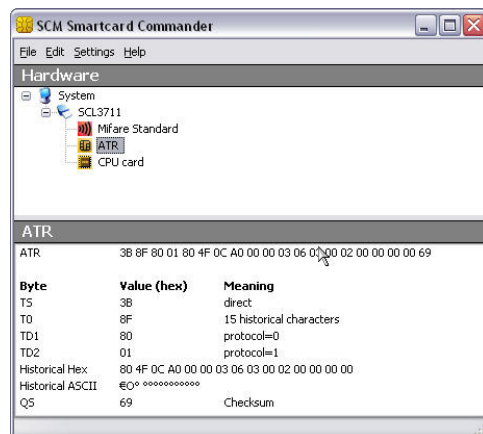 SCM Smartcard Commander
File Edit Settings Help
Hardware
System
SCL3711
Mifare Standard
ATR
CPU card
ATR
ATR 3B 8F 80 01 80 4F 0C A0 00 00 03 06 03 00 02 00 00 00 00 69
Byte Value (hex) Meaning
TS 3B direct
T0 8F 15 historical characters
TD1 80 protocol=0
TD2 01 protocol=1
Historical Hex 80 4F 0C A0 00 00 03 06 03 00 02 00 00 00 00
Historical ASCII €O° °°°°°°°°°°°
QS 69 Checksum